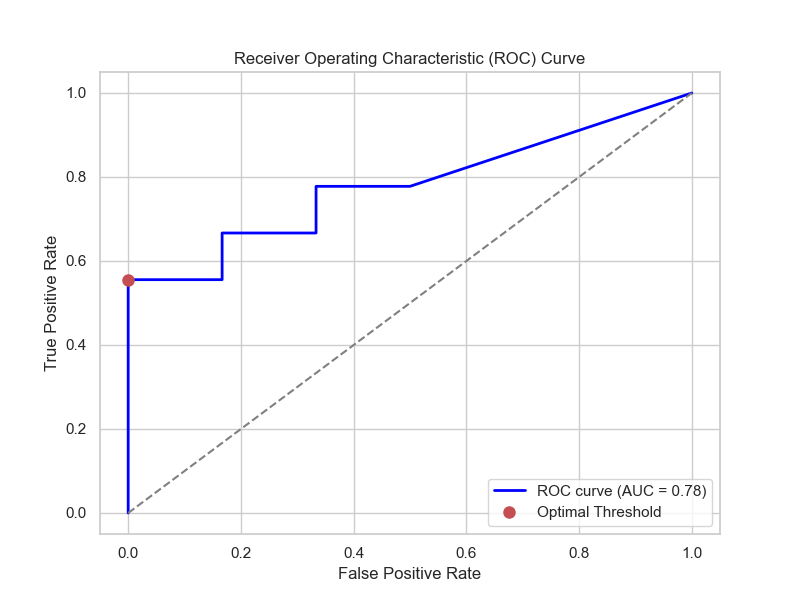 Receiver Operating Characteristic (ROC) Curve
True Positive Rate
1.0
0.8
0.6
0.4
0.2
0.0
ROC curve (AUC = 0.78)
Optimal Threshold
0.0 0.2 0.4 0.6 0.8 1.0
False Positive Rate